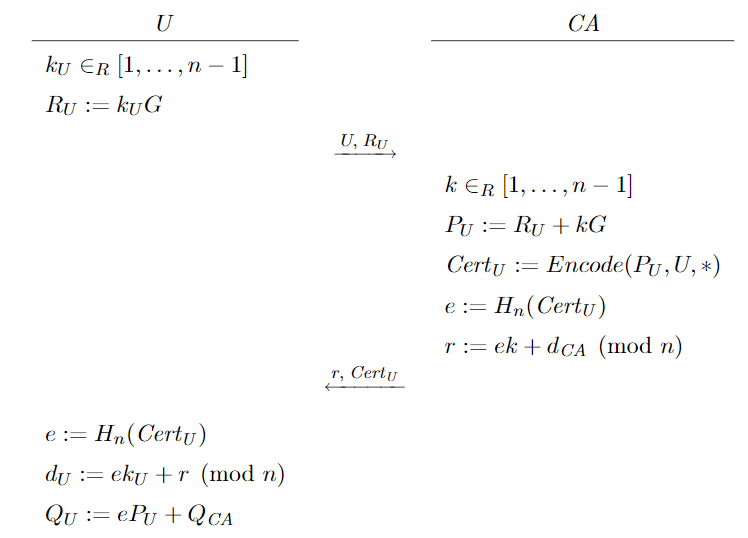 U CA
k_U ∈_R [1, . . . , n − 1]
R_U := k_U G
U, R_U
k ∈_R [1, . . . , n − 1]
P_U := R_U + kG
Cert_U := Encode(P_U, U, ∗)
e := H_n(Cert_U)
r := ek + d_CA (mod n)
r, Cert_U
e := H_n(Cert_U)
d_U := ek_U + r (mod n)
Q_U := eP_U + Q_CA